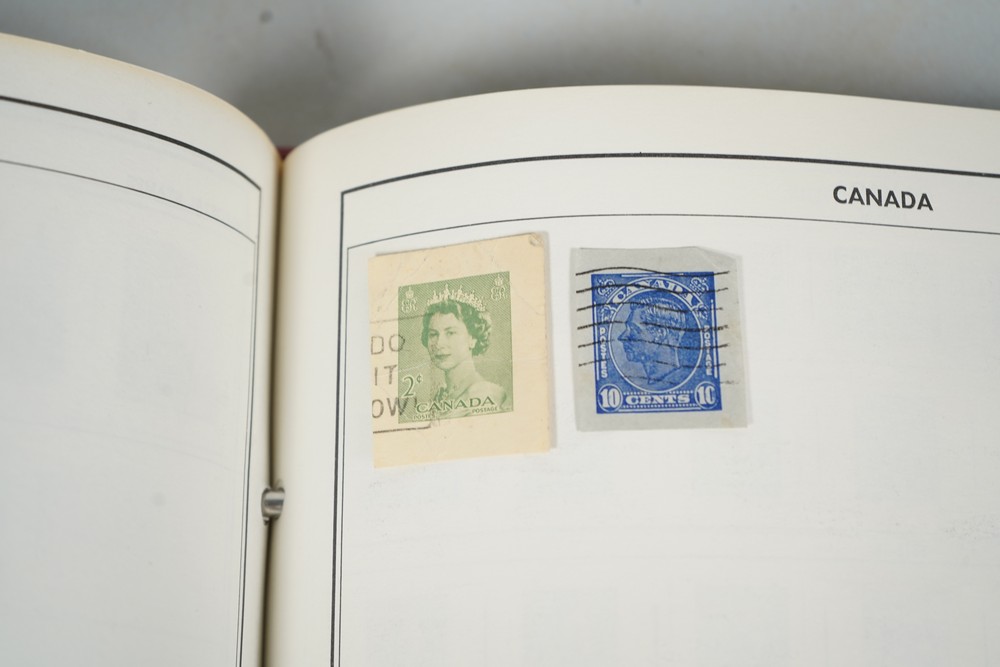 CANADA
DO
IT
OW!
2¢
CANADA
POSTES POSTAGE
CANADA
POSTES
POSTAGE
10 CENTS 10